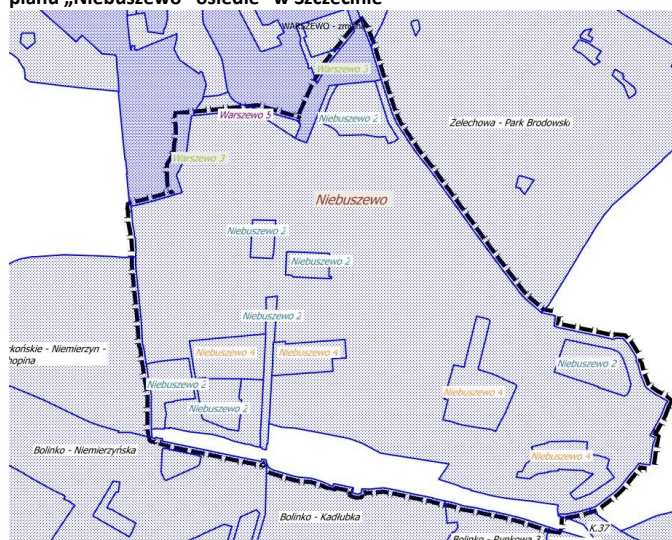 planu „Niebuszewo - osiedle” w Szczecinie
WARSZEWO -
Warszewo 3
Warszewo 5
Niebuszewo 2
Żelechowa - Park Brodowski
Warszewo 3
Niebuszewo
Niebuszewo 2
Niebuszewo 2
Niebuszewo 2
Niebuszewo 4
Niebuszewo 4
Niebuszewo 2
rkońskie - Niemierzyn -
hopina
Niebuszewo 2
Niebuszewo 4
Niebuszewo 2
Bolinko - Niemierzyńska
Niebuszewo 4
Bolinko - Kadłubka
K.37
Bolinko - Rynkowa 3